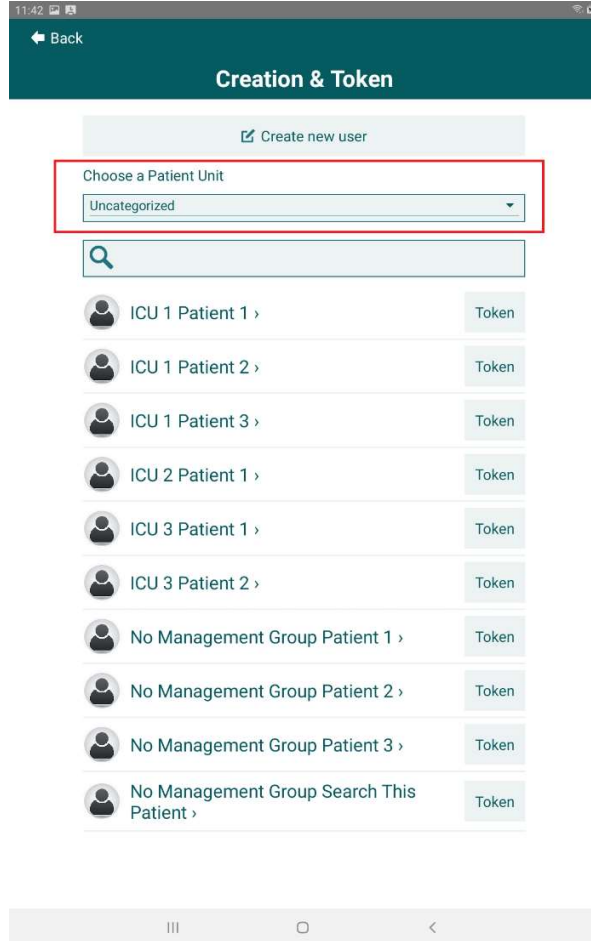 11:42
Back
Creation & Token
Create new user
Choose a Patient Unit
Uncategorized
ICU 1 Patient 1 ›
Token
ICU 1 Patient 2 ›
Token
ICU 1 Patient 3 ›
Token
ICU 2 Patient 1 ›
Token
ICU 3 Patient 1 ›
Token
ICU 3 Patient 2 ›
Token
No Management Group Patient 1 ›
Token
No Management Group Patient 2 ›
Token
No Management Group Patient 3 ›
Token
No Management Group Search This
Patient ›
Token